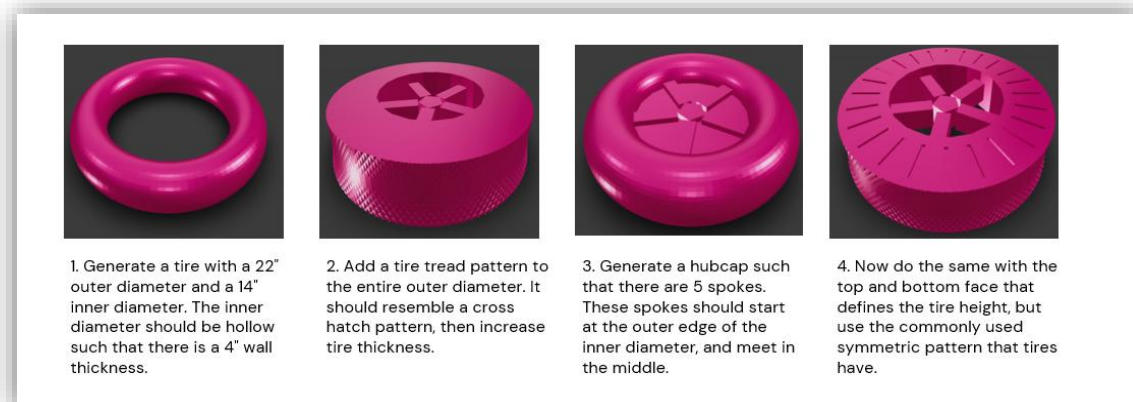 1. Generate a tire with a 22"
outer diameter and a 14"
inner diameter. The inner
diameter should be hollow
such that there is a 4" wall
thickness.
2. Add a tire tread pattern to
the entire outer diameter. It
should resemble a cross
hatch pattern, then increase
tire thickness.
3. Generate a hubcap such
that there are 5 spokes.
These spokes should start
at the outer edge of the
inner diameter, and meet in
the middle.
4. Now do the same with the
top and bottom face that
defines the tire height, but
use the commonly used
symmetric pattern that tires
have.